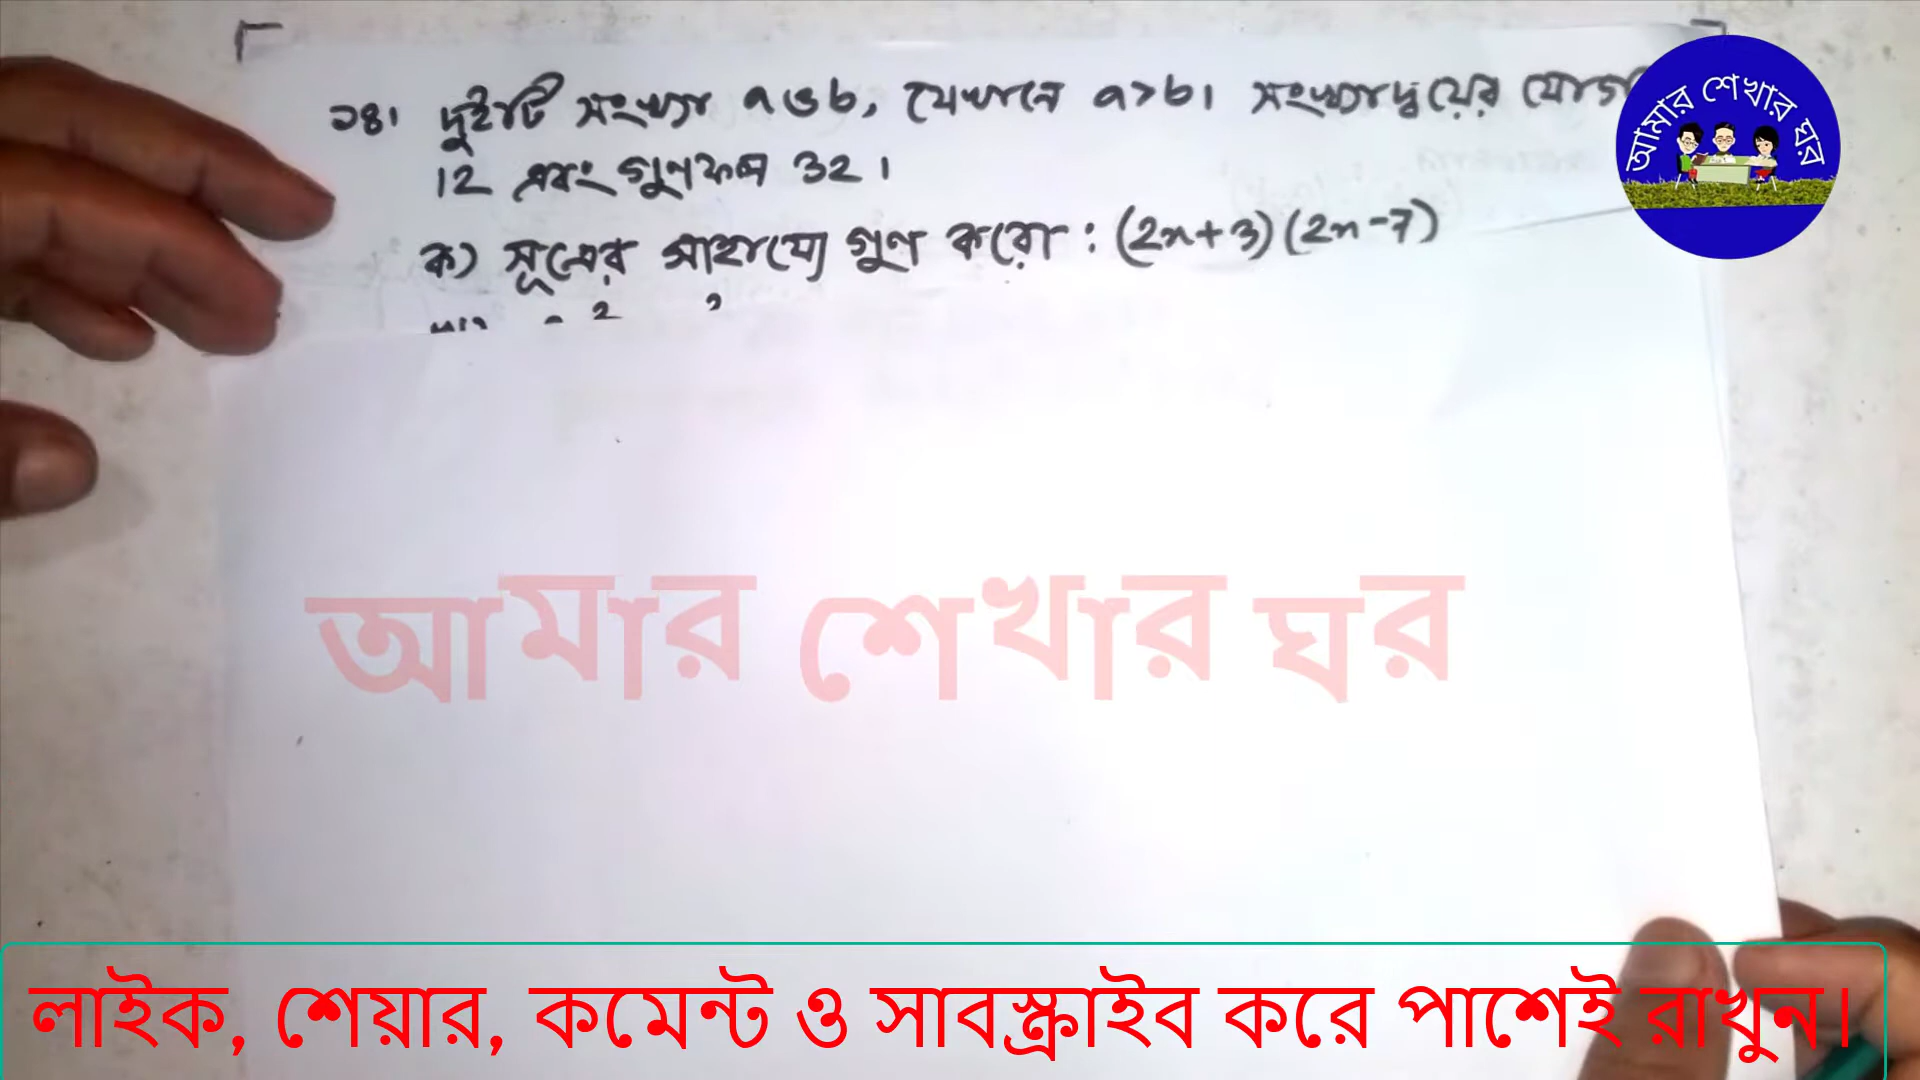 ১৪। দুইটি সংখ্যা a ও b, যেখানে a>b। সংখ্যাদ্বয়ের
12 এবং গুণফল 32।
ক) সূত্রের সাহায্যে গুণ করো : (2x+3)(2x-7)
আমার শেখার ঘর
আমার শেখার ঘর
লাইক, শেয়ার, কমেন্ট ও সাবস্ক্রাইব করে পাশেই রাখুন।